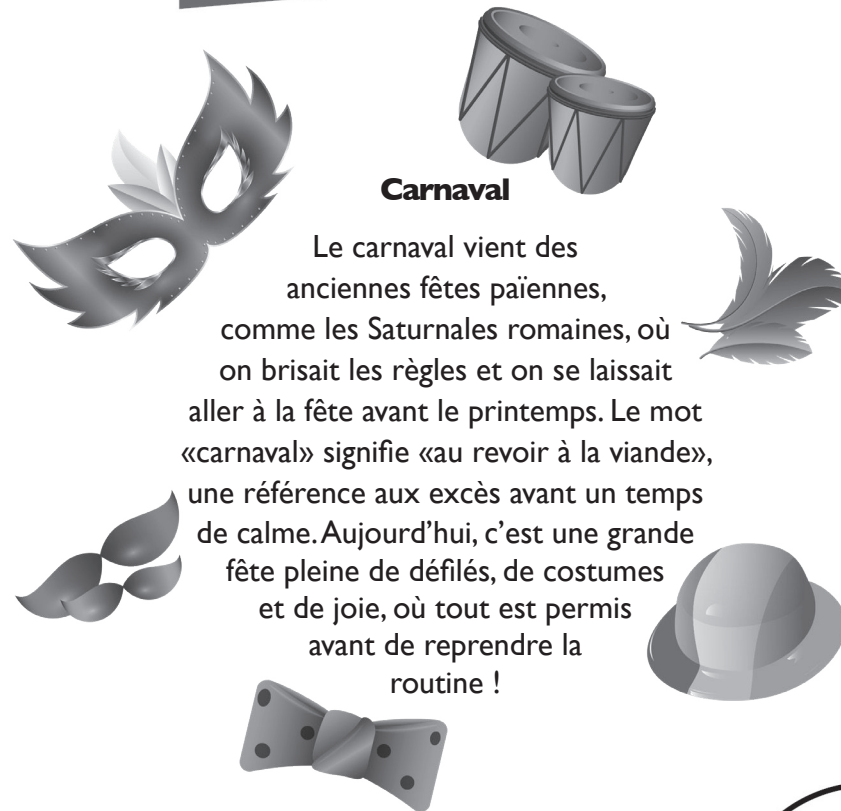 Carnaval
Le carnaval vient des
anciennes fêtes païennes,
comme les Saturnales romaines, où
on brisait les règles et on se laissait
aller à la fête avant le printemps. Le mot
«carnaval» signifie «au revoir à la viande»,
une référence aux excès avant un temps
de calme. Aujourd’hui, c’est une grande
fête pleine de défilés, de costumes
et de joie, où tout est permis
avant de reprendre la
routine !